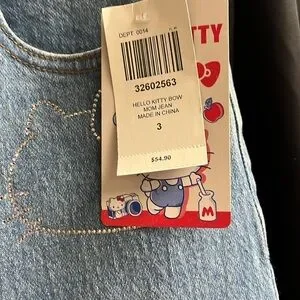 DEPT. 0014
32602563
HELLO KITTY BOW
MOM JEAN
MADE IN CHINA
3
$54.90
KITTY
M